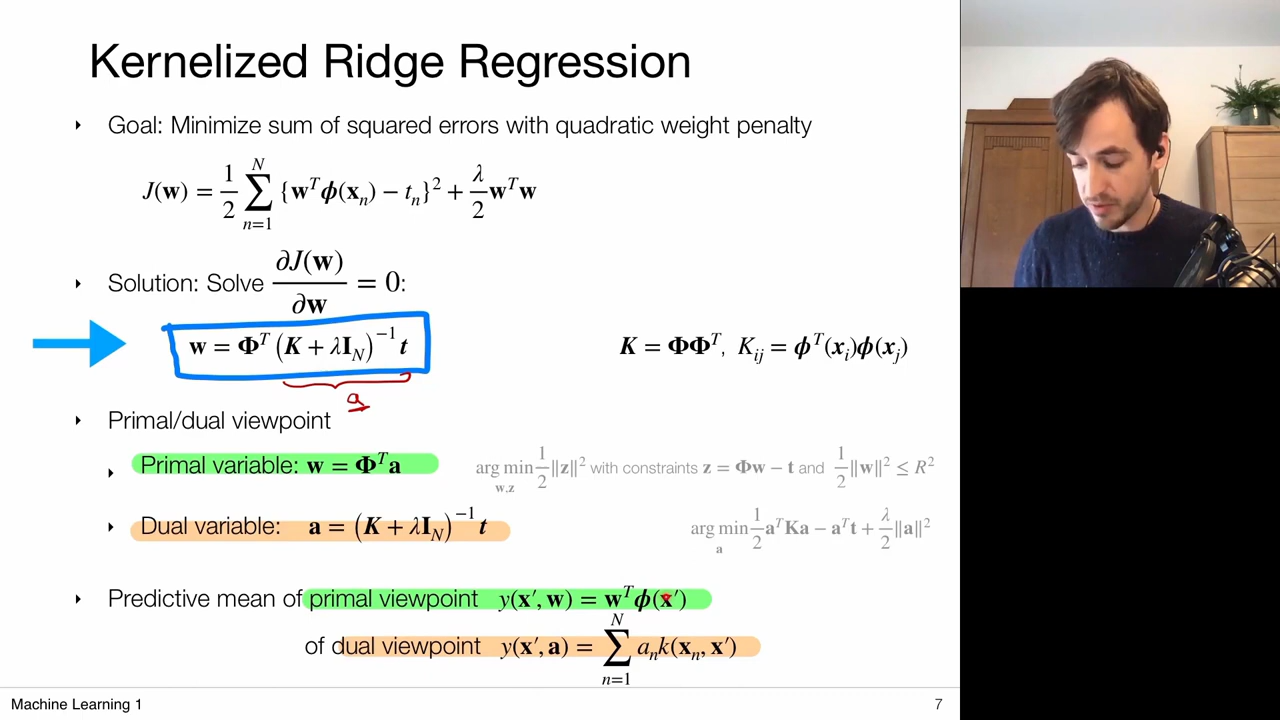 Kernelized Ridge Regression
‣ Goal: Minimize sum of squared errors with quadratic weight penalty
J(w) = 1/2 ∑_{n=1}^{N} {w^T ϕ(x_n) − t_n}^2 + λ/2 w^T w
‣ Solution: Solve ∂J(w)/∂w = 0:
w = Φ^T (K + λI_N)^{−1} t
K = ΦΦ^T, K_{ij} = ϕ^T(x_i)ϕ(x_j)
a
‣ Primal/dual viewpoint
‣ Primal variable: w = Φ^T a
arg min_{w,z} 1/2 ‖z‖^2 with constraints z = Φw − t and 1/2 ‖w‖^2 ≤ R^2
‣ Dual variable: a = (K + λI_N)^{−1} t
arg min_a 1/2 a^T Ka − a^T t + λ/2 ‖a‖^2
‣ Predictive mean of primal viewpoint y(x′, w) = w^T ϕ(x′)
of dual viewpoint y(x′, a) = ∑_{n=1}^{N} a_n k(x_n, x′)
Machine Learning 1
7